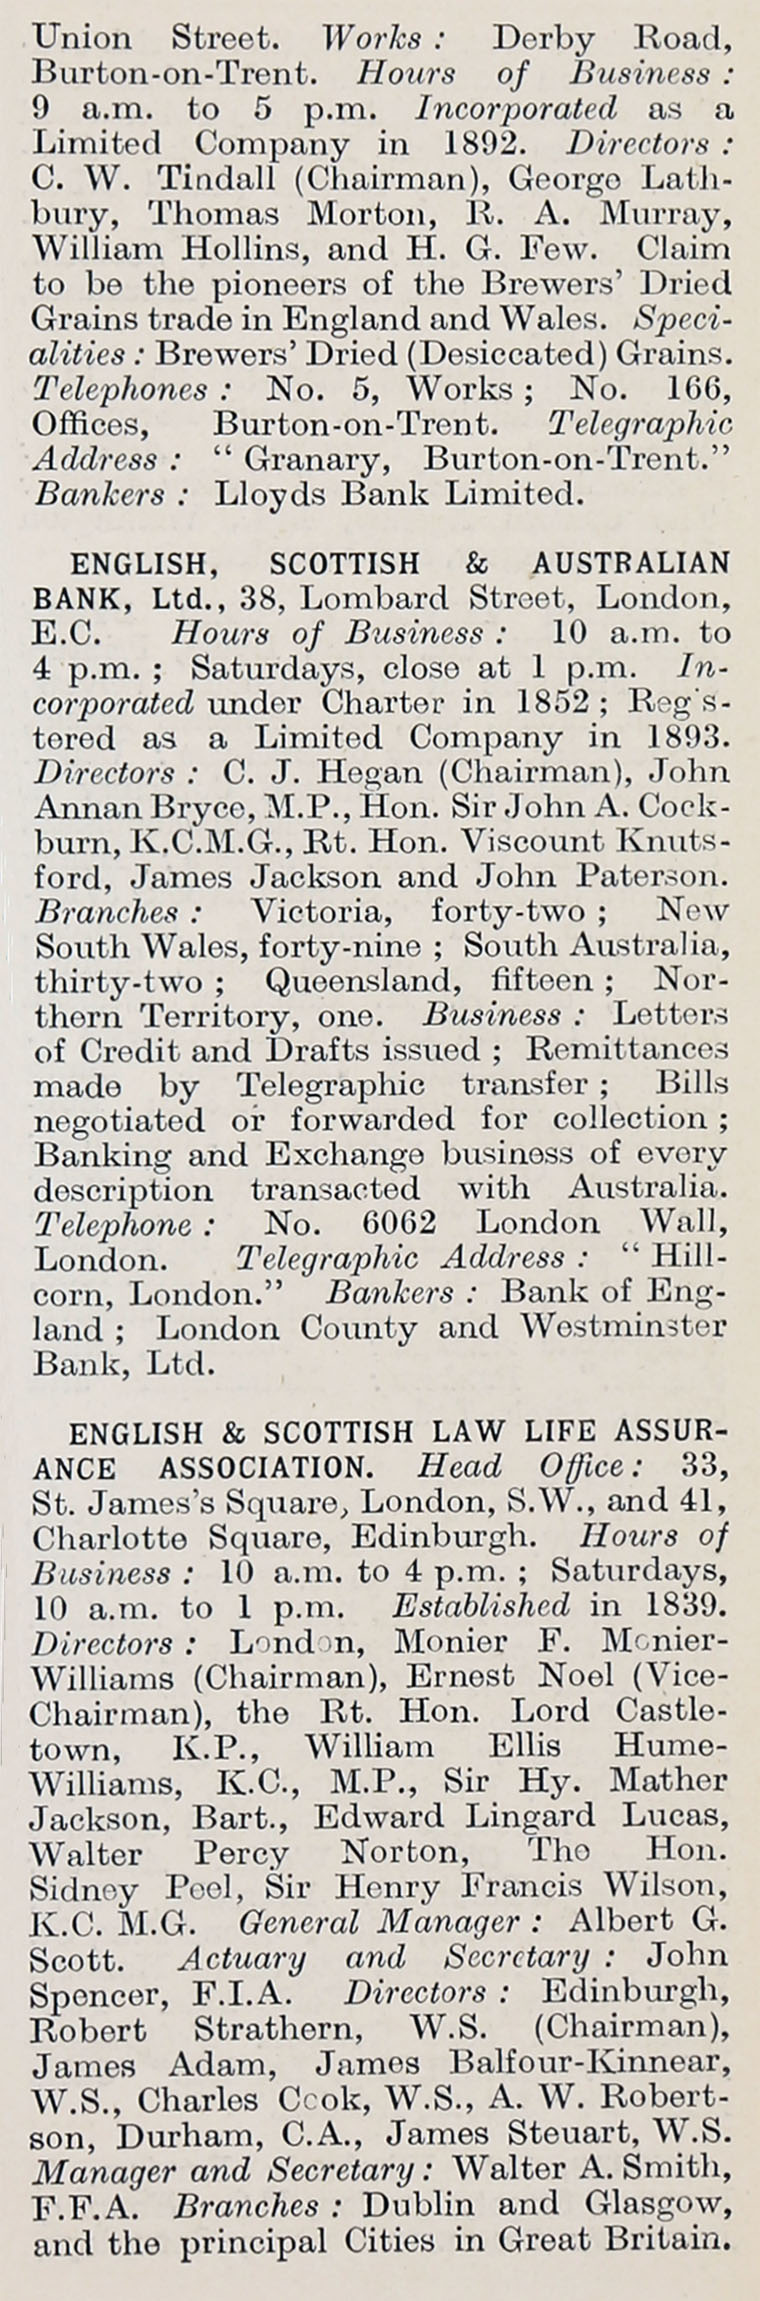 Union Street. Works : Derby Road,
Burton-on-Trent. Hours of Business :
9 a.m. to 5 p.m. Incorporated as a
Limited Company in 1892. Directors :
C. W. Tindall (Chairman), George Lath-
bury, Thomas Morton, R. A. Murray,
William Hollins, and H. G. Few. Claim
to be the pioneers of the Brewers' Dried
Grains trade in England and Wales. Speci-
alities : Brewers' Dried (Desiccated) Grains.
Telephones : No. 5, Works ; No. 166,
Offices, Burton-on-Trent. Telegraphic
Address : " Granary, Burton-on-Trent."
Bankers : Lloyds Bank Limited.
ENGLISH, SCOTTISH & AUSTRALIAN
BANK, Ltd., 38, Lombard Street, London,
E.C. Hours of Business : 10 a.m. to
4 p.m. ; Saturdays, close at 1 p.m. In-
corporated under Charter in 1852 ; Regis-
tered as a Limited Company in 1893.
Directors : C. J. Hegan (Chairman), John
Annan Bryce, M.P., Hon. Sir John A. Cock-
burn, K.C.M.G., Rt. Hon. Viscount Knuts-
ford, James Jackson and John Paterson.
Branches : Victoria, forty-two ; New
South Wales, forty-nine ; South Australia,
thirty-two ; Queensland, fifteen ; Nor-
thern Territory, one. Business : Letters
of Credit and Drafts issued ; Remittances
made by Telegraphic transfer ; Bills
negotiated or forwarded for collection ;
Banking and Exchange business of every
description transacted with Australia.
Telephone : No. 6062 London Wall,
London. Telegraphic Address : " Hill-
corn, London." Bankers : Bank of Eng-
land ; London County and Westminster
Bank, Ltd.
ENGLISH & SCOTTISH LAW LIFE ASSUR-
ANCE ASSOCIATION. Head Office : 33,
St. James's Square, London, S.W., and 41,
Charlotte Square, Edinburgh. Hours of
Business : 10 a.m. to 4 p.m. ; Saturdays,
10 a.m. to 1 p.m. Established in 1839.
Directors : London, Monier F. Monier-
Williams (Chairman), Ernest Noel (Vice-
Chairman), the Rt. Hon. Lord Castle-
town, K.P., William Ellis Hume-
Williams, K.C., M.P., Sir Hy. Mather
Jackson, Bart., Edward Lingard Lucas,
Walter Percy Norton, The Hon.
Sidney Peel, Sir Henry Francis Wilson,
K.C. M.G. General Manager : Albert G.
Scott. Actuary and Secretary : John
Spencer, F.I.A. Directors : Edinburgh,
Robert Strathern, W.S. (Chairman),
James Adam, James Balfour-Kinnear,
W.S., Charles Cook, W.S., A. W. Robert-
son, Durham, C.A., James Steuart, W.S.
Manager and Secretary : Walter A. Smith,
F.F.A. Branches : Dublin and Glasgow,
and the principal Cities in Great Britain.